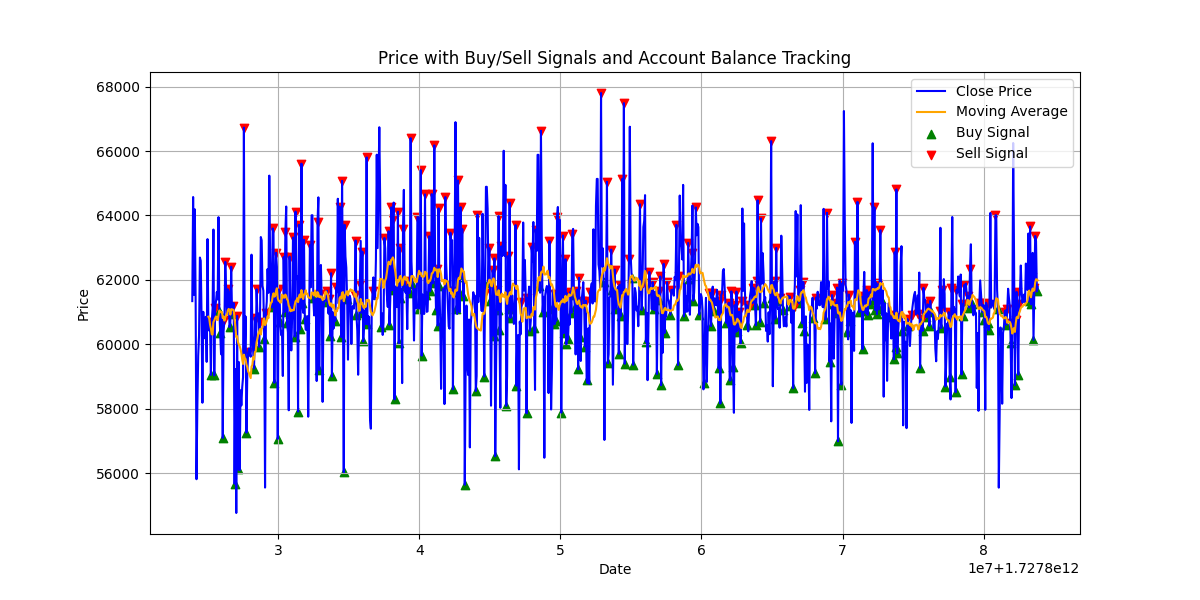 Price with Buy/Sell Signals and Account Balance Tracking
68000
66000
64000
62000
60000
58000
56000
Price
Close Price
Moving Average
Buy Signal
Sell Signal
3 4 5 6 7 8
Date
1e7+1.7278e12